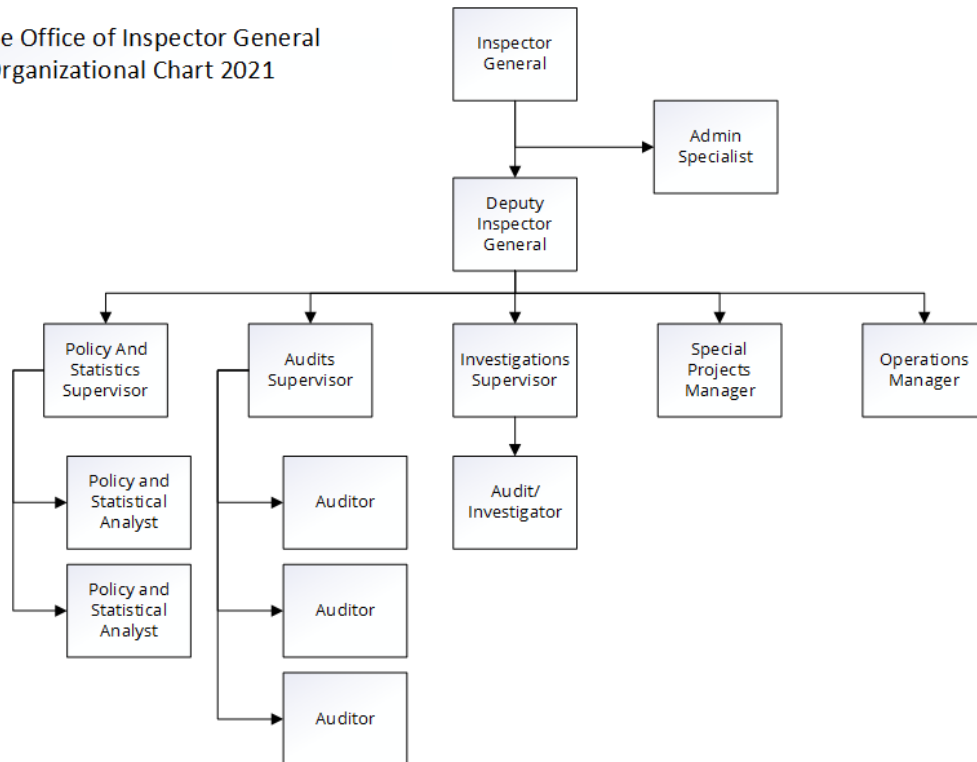 e Office of Inspector General
Organizational Chart 2021
Inspector
General
Admin
Specialist
Deputy
Inspector
General
Policy And
Statistics
Supervisor
Audits
Supervisor
Investigations
Supervisor
Special
Projects
Manager
Operations
Manager
Policy and
Statistical
Analyst
Auditor
Audit/
Investigator
Policy and
Statistical
Analyst
Auditor
Auditor